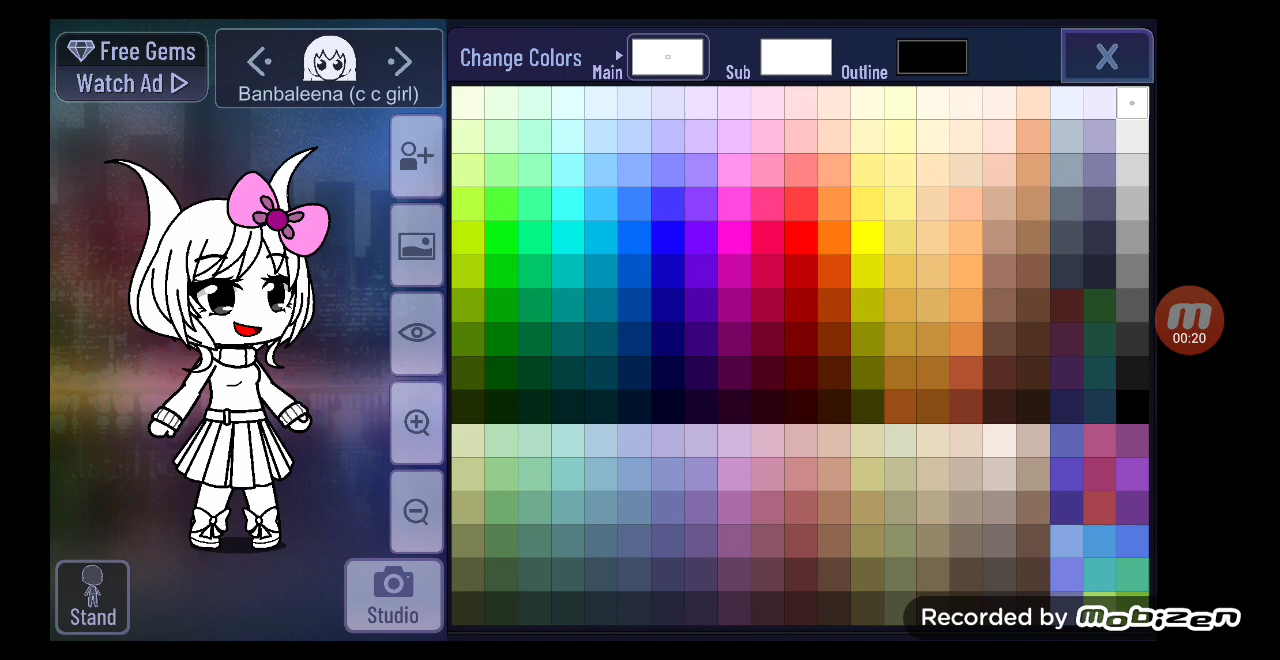 Free Gems
Watch Ad
Banbaleena (c c girl)
Change Colors
Main
Sub
Outline
X
00:20
Stand
Studio
Recorded by mobizen